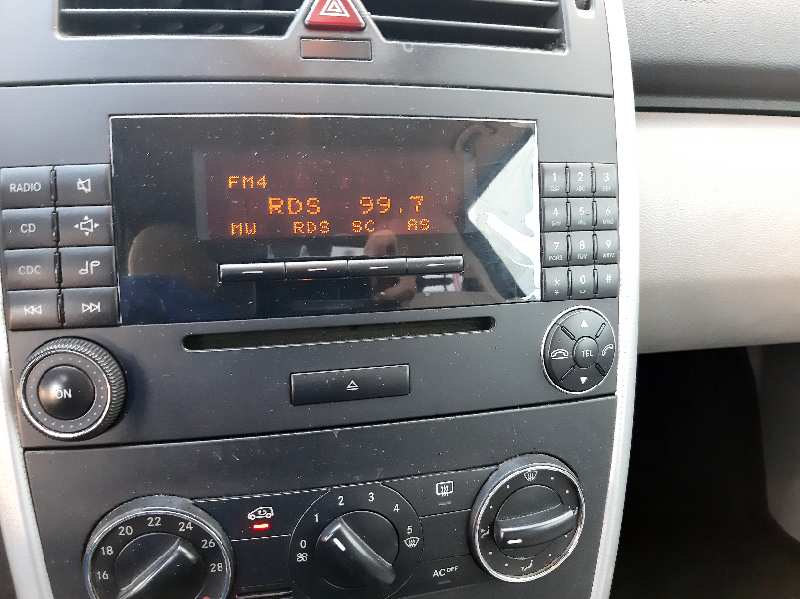 FM4
RDS 99.7
MW RDS SC AS
RADIO
CD
CDC
ON
1 2 3
4 5 6
7 8 9
* 0 #
TEL
16 18 20 22 24 26 28
0 1 2 3 4 5
AC OFF